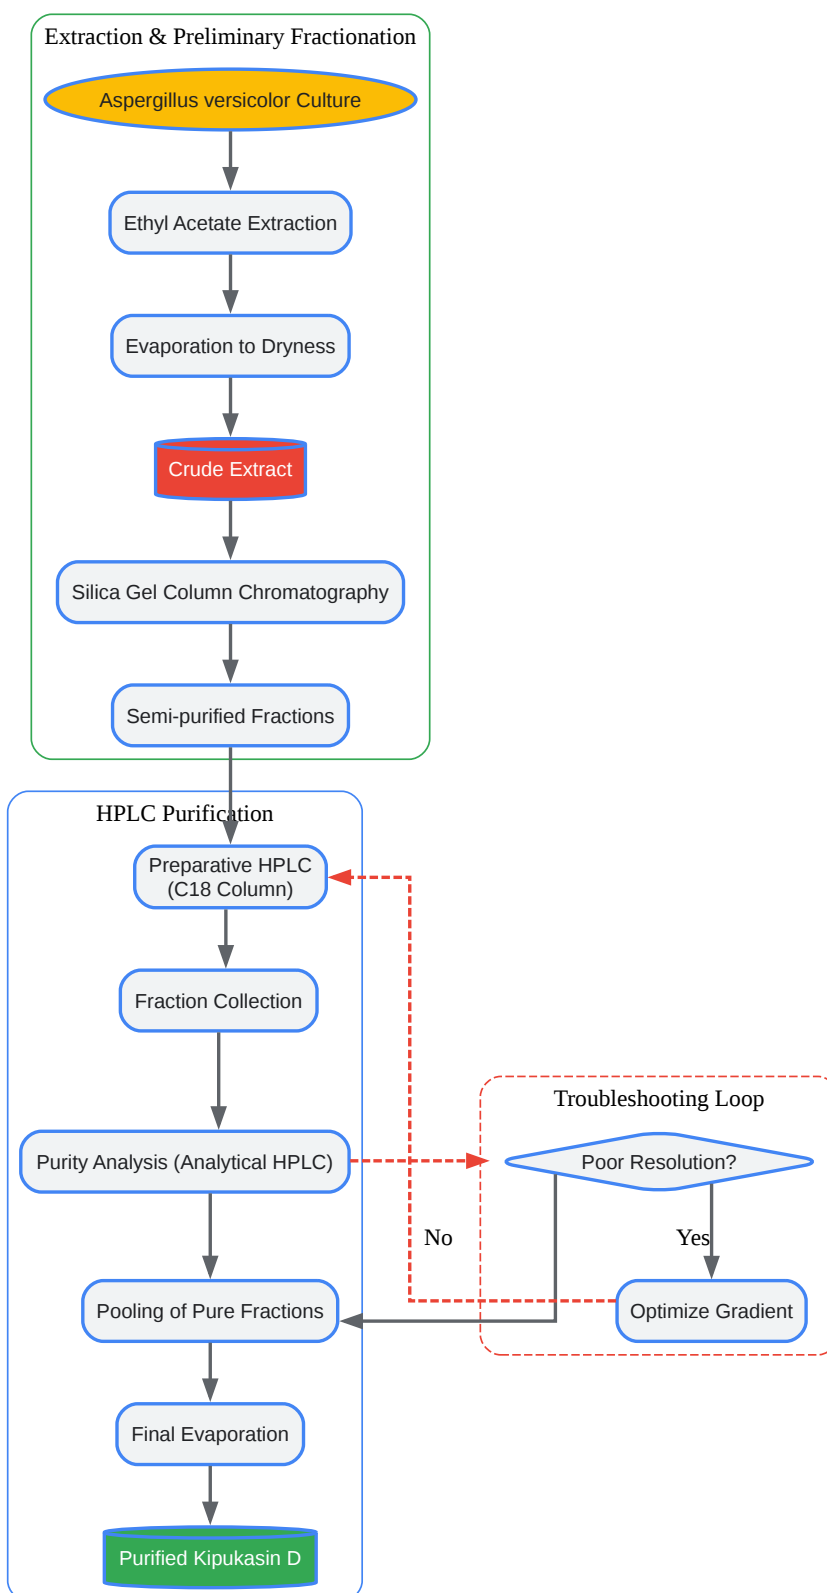 Extraction & Preliminary Fractionation
Aspergillus versicolor Culture
Ethyl Acetate Extraction
Evaporation to Dryness
Crude Extract
Silica Gel Column Chromatography
Semi-purified Fractions
HPLC Purification
Preparative HPLC
(C18 Column)
Fraction Collection
Troubleshooting Loop
Purity Analysis (Analytical HPLC)
Poor Resolution?
No
Yes
Pooling of Pure Fractions
Optimize Gradient
Final Evaporation
Purified Kipukasin D